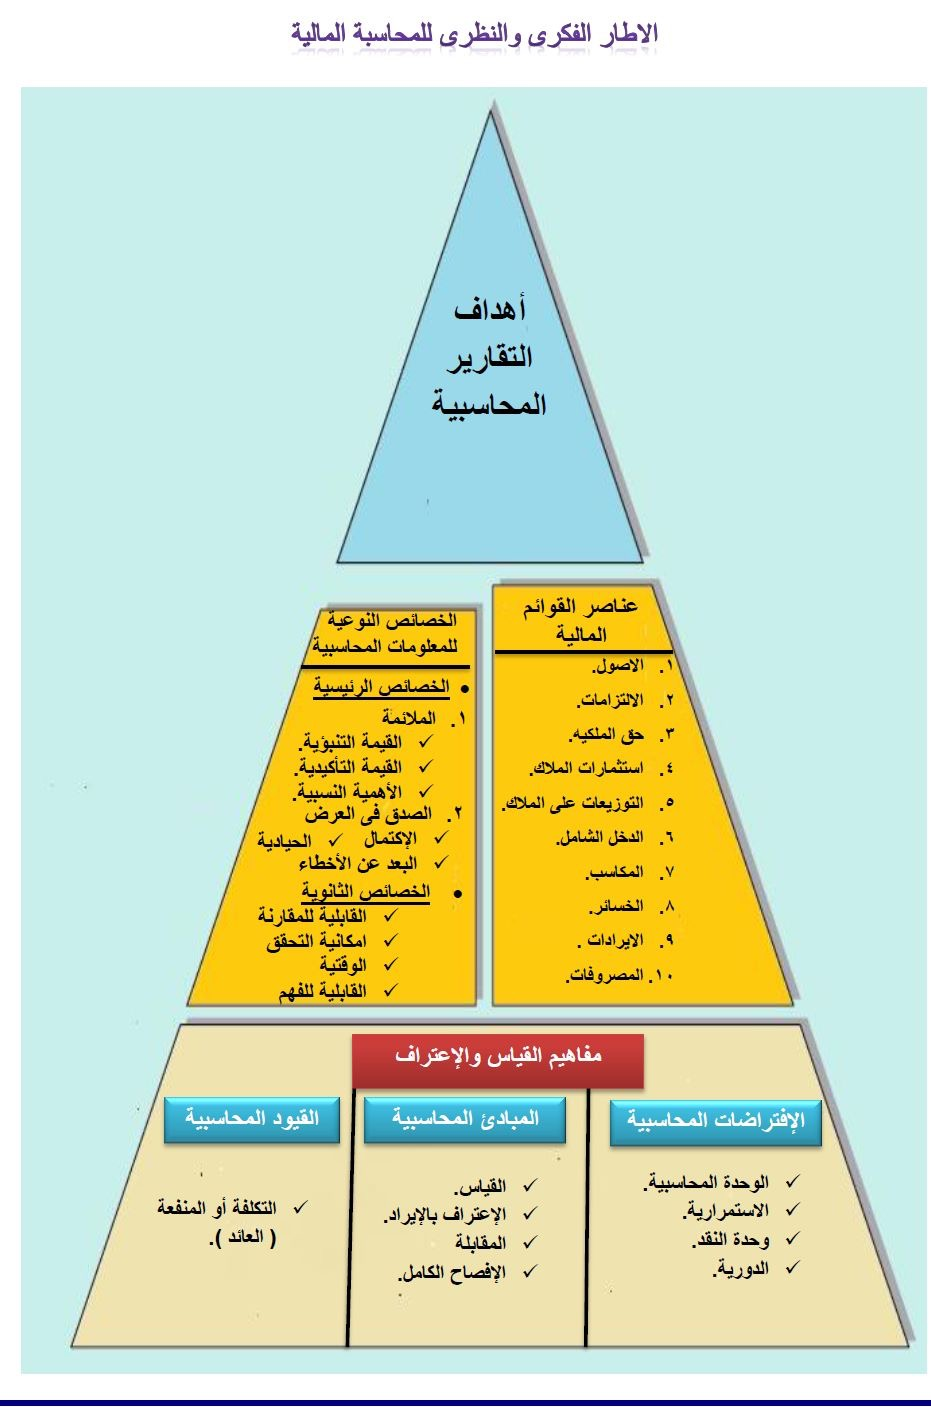 الاطار الفكرى والنظرى للمحاسبة المالية
أهداف
التقارير
المحاسبية
عناصر القوائم
المالية
١. الاصول.
٢. الالتزامات.
٣. حق الملكيه.
٤. استثمارات الملاك.
٥. التوزيعات على الملاك.
٦. الدخل الشامل.
٧. المكاسب.
٨. الخسائر.
٩. الايرادات .
١٠. المصروفات.
الخصائص النوعية
للمعلومات المحاسبية
• الخصائص الرئيسية
١. الملائمة
✓ القيمة التنبؤية.
✓ القيمة التأكيدية.
✓ الأهمية النسبية.
٢. الصدق فى العرض
✓ الإكتمال ✓ الحيادية
✓ البعد عن الأخطاء
• الخصائص الثانوية
✓ القابلية للمقارنة
✓ امكانية التحقق
✓ الوقتية
✓ القابلية للفهم
مفاهيم القياس والإعتراف
الإفتراضات المحاسبية
✓ الوحدة المحاسبية.
✓ الاستمرارية.
✓ وحدة النقد.
✓ الدورية.
المبادئ المحاسبية
✓ القياس.
✓ الإعتراف بالإيراد.
✓ المقابلة
✓ الإفصاح الكامل.
القيود المحاسبية
✓ التكلفة أو المنفعة
( العائد ).